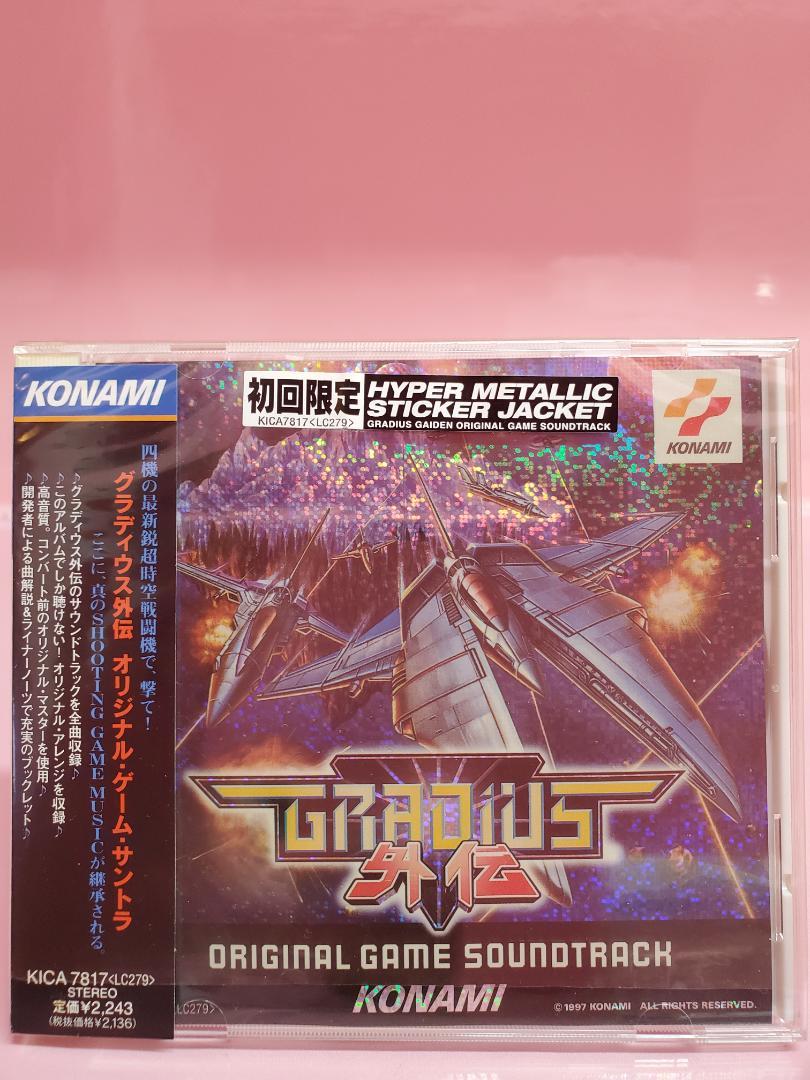 KONAMI
四機の最新鋭超時空戦闘機で、撃て!
グラディウス外伝 オリジナル・ゲーム・サントラ
ここに、真のSHOOTING GAME MUSICが継承される。
♪グラディウス外伝のサウンドトラックを全曲収録♪
♪このアルバムでしか聴けない!オリジナル・アレンジを収録♪
♪高音質。コンバート前のオリジナル・マスターを使用♪
♪開発者による曲解説&ライナーノーツで充実のブックレット♪
KICA 7817<LC279>
STEREO
定価¥2,243
(税抜価格¥2,136)
初回限定
KICA7817<LC279>
HYPER METALLIC
STICKER JACKET
GRADIUS GAIDEN ORIGINAL GAME SOUNDTRACK
KONAMI
GRADIUS
外伝
ORIGINAL GAME SOUNDTRACK
KONAMI
LC279>
©1997 KONAMI ALL RIGHTS RESERVED.